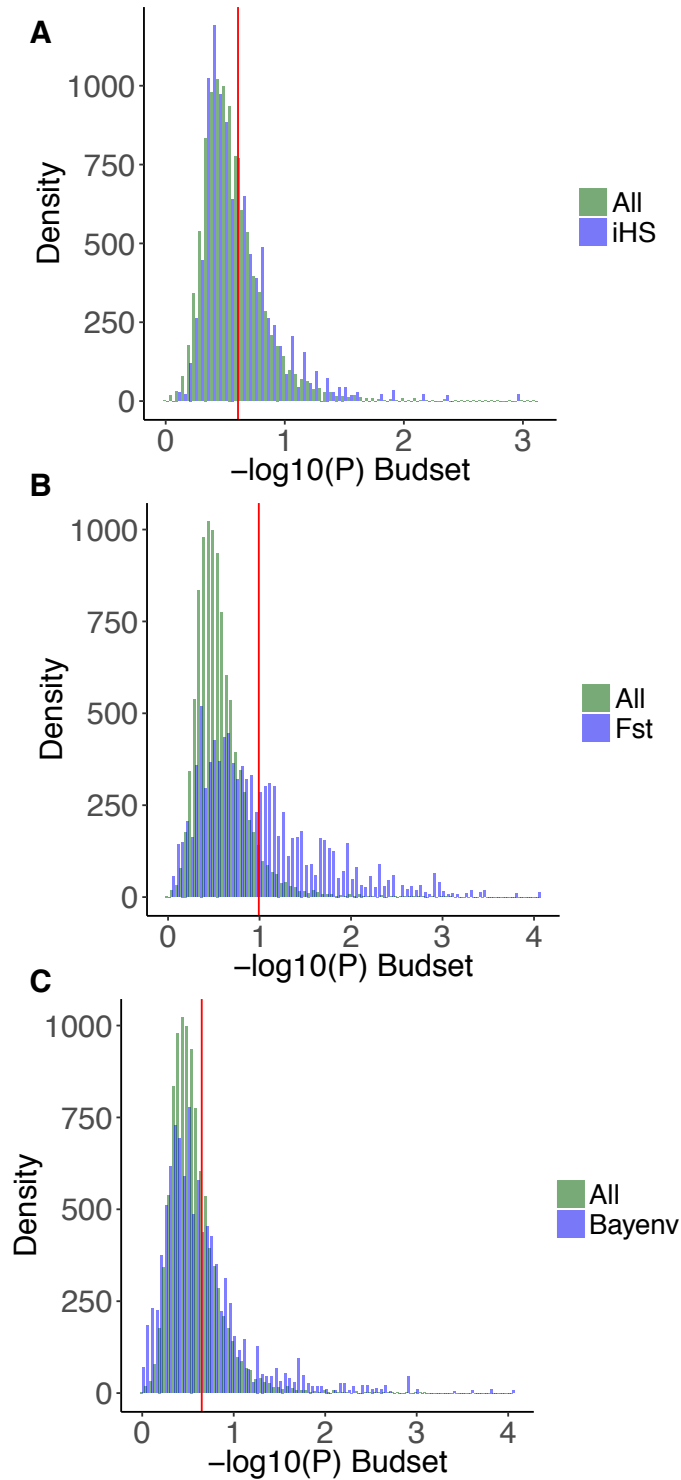 A
1000
750
500
250
0
Density
0 1 2 3
−log10(P) Budset
All
iHS
B
1000
750
500
250
0
Density
0 1 2 3 4
−log10(P) Budset
All
Fst
C
1000
750
500
250
0
Density
0 1 2 3 4
−log10(P) Budset
All
Bayenv